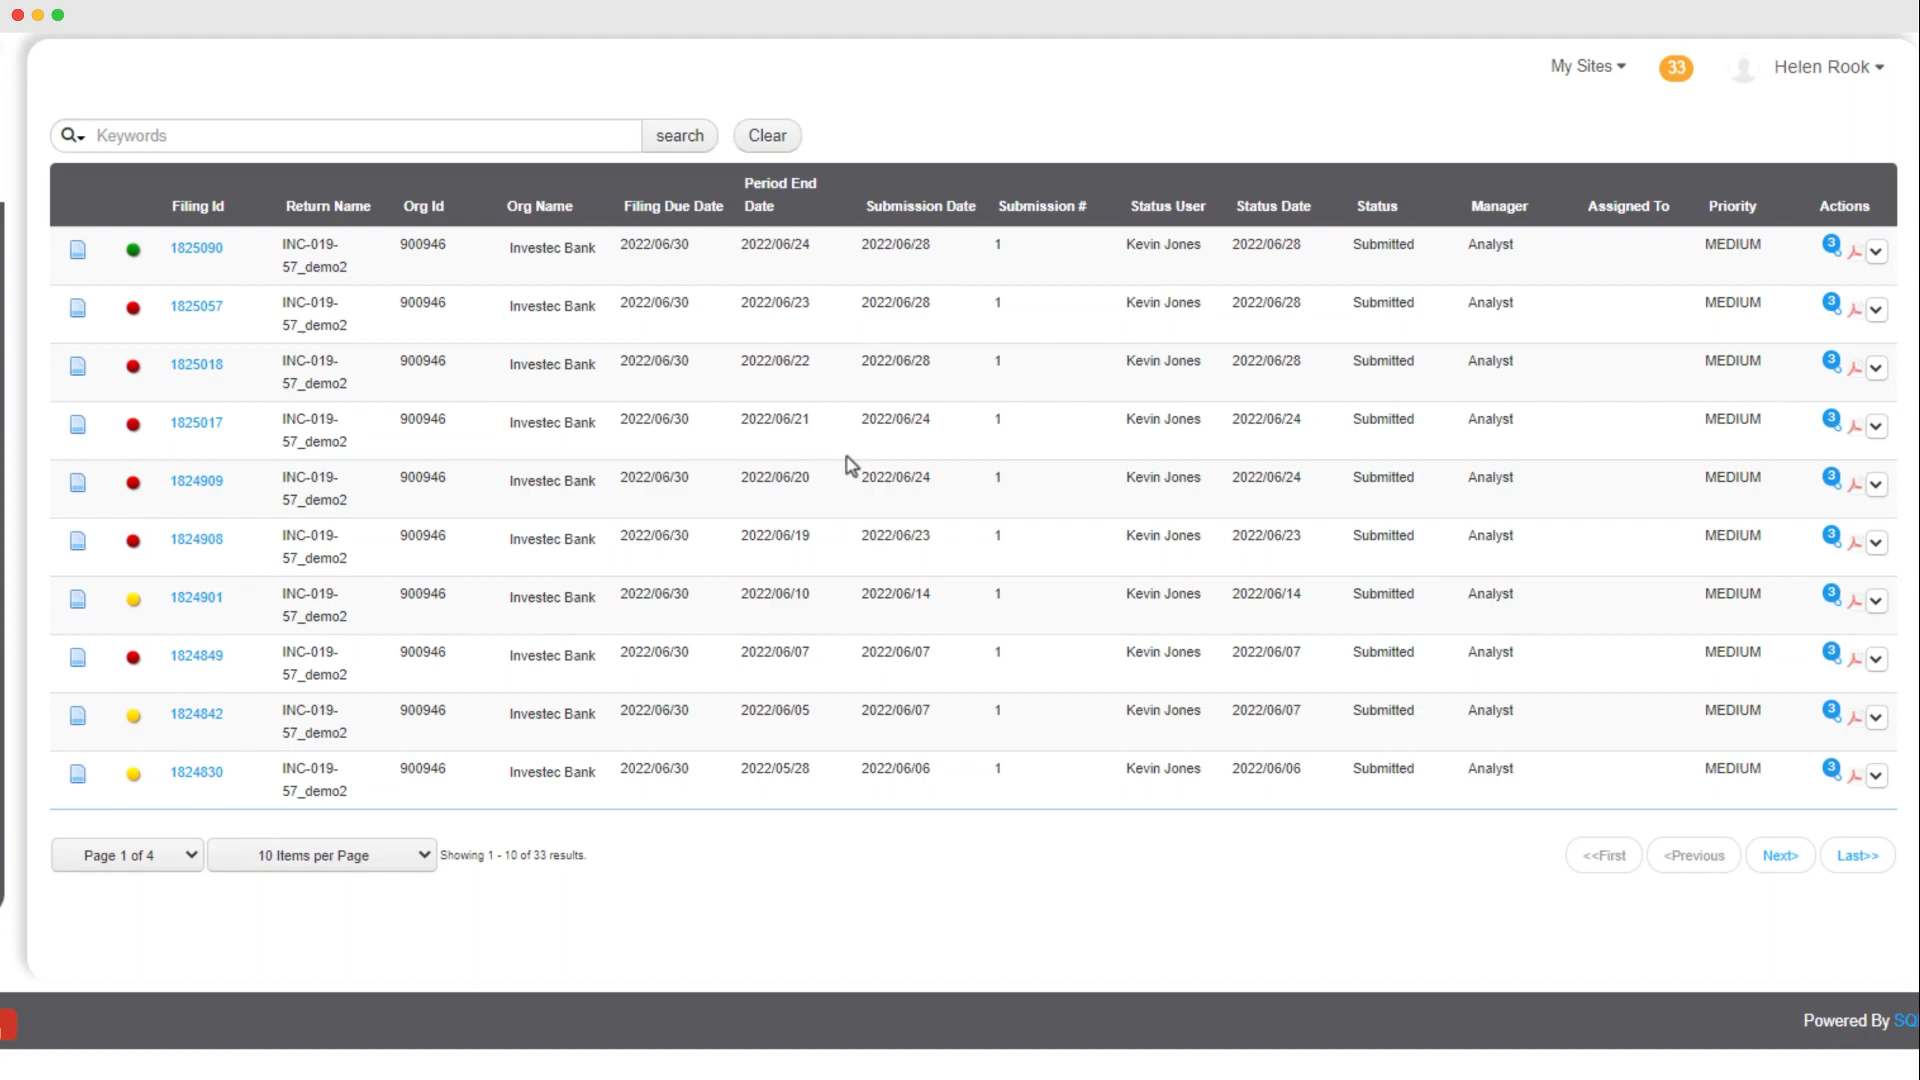 My Sites 33 Helen Rook
Keywords search Clear
Period End
Filing Id Return Name Org Id Org Name Filing Due Date Date Submission Date Submission # Status User Status Date Status Manager Assigned To Priority Actions
1825090 INC-019- 900946 Investec Bank 2022/06/30 2022/06/24 2022/06/28 1 Kevin Jones 2022/06/28 Submitted Analyst MEDIUM 3
57_demo2
1825057 INC-019- 900946 Investec Bank 2022/06/30 2022/06/23 2022/06/28 1 Kevin Jones 2022/06/28 Submitted Analyst MEDIUM 3
57_demo2
1825018 INC-019- 900946 Investec Bank 2022/06/30 2022/06/22 2022/06/28 1 Kevin Jones 2022/06/28 Submitted Analyst MEDIUM 3
57_demo2
1825017 INC-019- 900946 Investec Bank 2022/06/30 2022/06/21 2022/06/24 1 Kevin Jones 2022/06/24 Submitted Analyst MEDIUM 3
57_demo2
1824909 INC-019- 900946 Investec Bank 2022/06/30 2022/06/20 2022/06/24 1 Kevin Jones 2022/06/24 Submitted Analyst MEDIUM 3
57_demo2
1824908 INC-019- 900946 Investec Bank 2022/06/30 2022/06/19 2022/06/23 1 Kevin Jones 2022/06/23 Submitted Analyst MEDIUM 3
57_demo2
1824901 INC-019- 900946 Investec Bank 2022/06/30 2022/06/10 2022/06/14 1 Kevin Jones 2022/06/14 Submitted Analyst MEDIUM 3
57_demo2
1824849 INC-019- 900946 Investec Bank 2022/06/30 2022/06/07 2022/06/07 1 Kevin Jones 2022/06/07 Submitted Analyst MEDIUM 3
57_demo2
1824842 INC-019- 900946 Investec Bank 2022/06/30 2022/06/05 2022/06/07 1 Kevin Jones 2022/06/07 Submitted Analyst MEDIUM 3
57_demo2
1824830 INC-019- 900946 Investec Bank 2022/06/30 2022/05/28 2022/06/06 1 Kevin Jones 2022/06/06 Submitted Analyst MEDIUM 3
57_demo2
Page 1 of 4 10 Items per Page Showing 1 - 10 of 33 results. <<First <Previous Next> Last>>
Powered By